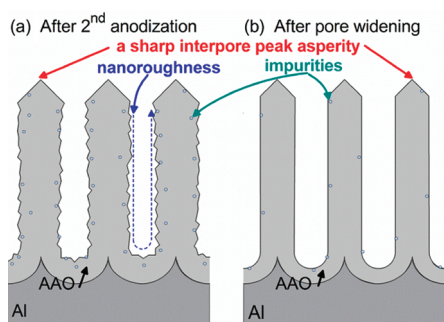 (a) After 2nd anodization (b) After pore widening
a sharp interpore peak asperity
nanoroughness impurities
AAO AAO
Al Al